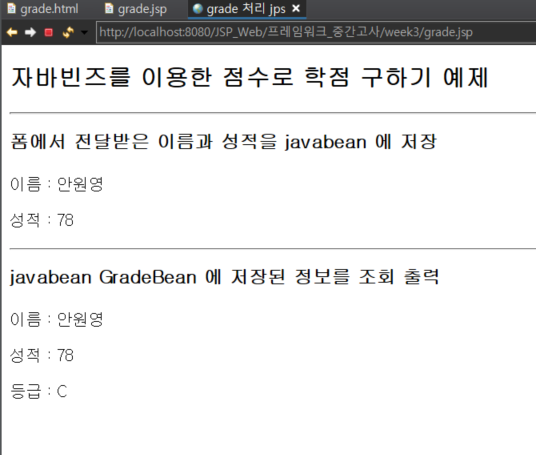 grade.html grade.jsp grade 처리 jps
http://localhost:8080/JSP_Web/프레임워크_중간고사/week3/grade.jsp
자바빈즈를 이용한 점수로 학점 구하기 예제
폼에서 전달받은 이름과 성적을 javabean 에 저장
이름 : 안원영
성적 : 78
javabean GradeBean 에 저장된 정보를 조회 출력
이름 : 안원영
성적 : 78
등급 : C